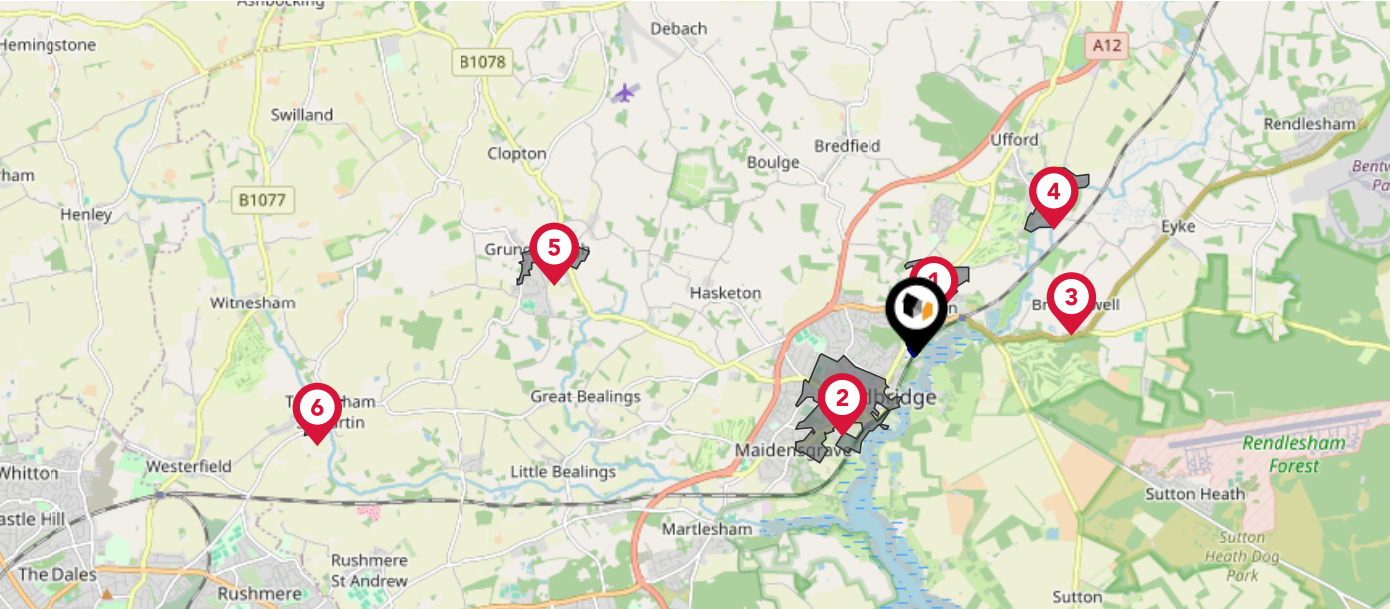 Ashbocking
Debach
Hemingstone
A12
B1078
Swilland
Rendlesham
Ufford
Bredfield
Clopton
Boulge
4
B1077
Henley
Eyke
5
Hasketon
1
3
Witnesham
2
Great Bealings
6
Maidensgrave
Westerfield
Little Bealings
Whitton
Rendlesham
Forest
Sutton Heath
Castle Hill
Martlesham
Sutton
Heath Dog
Park
Rushmere
St Andrew
The Dales
Rushmere
Sutton